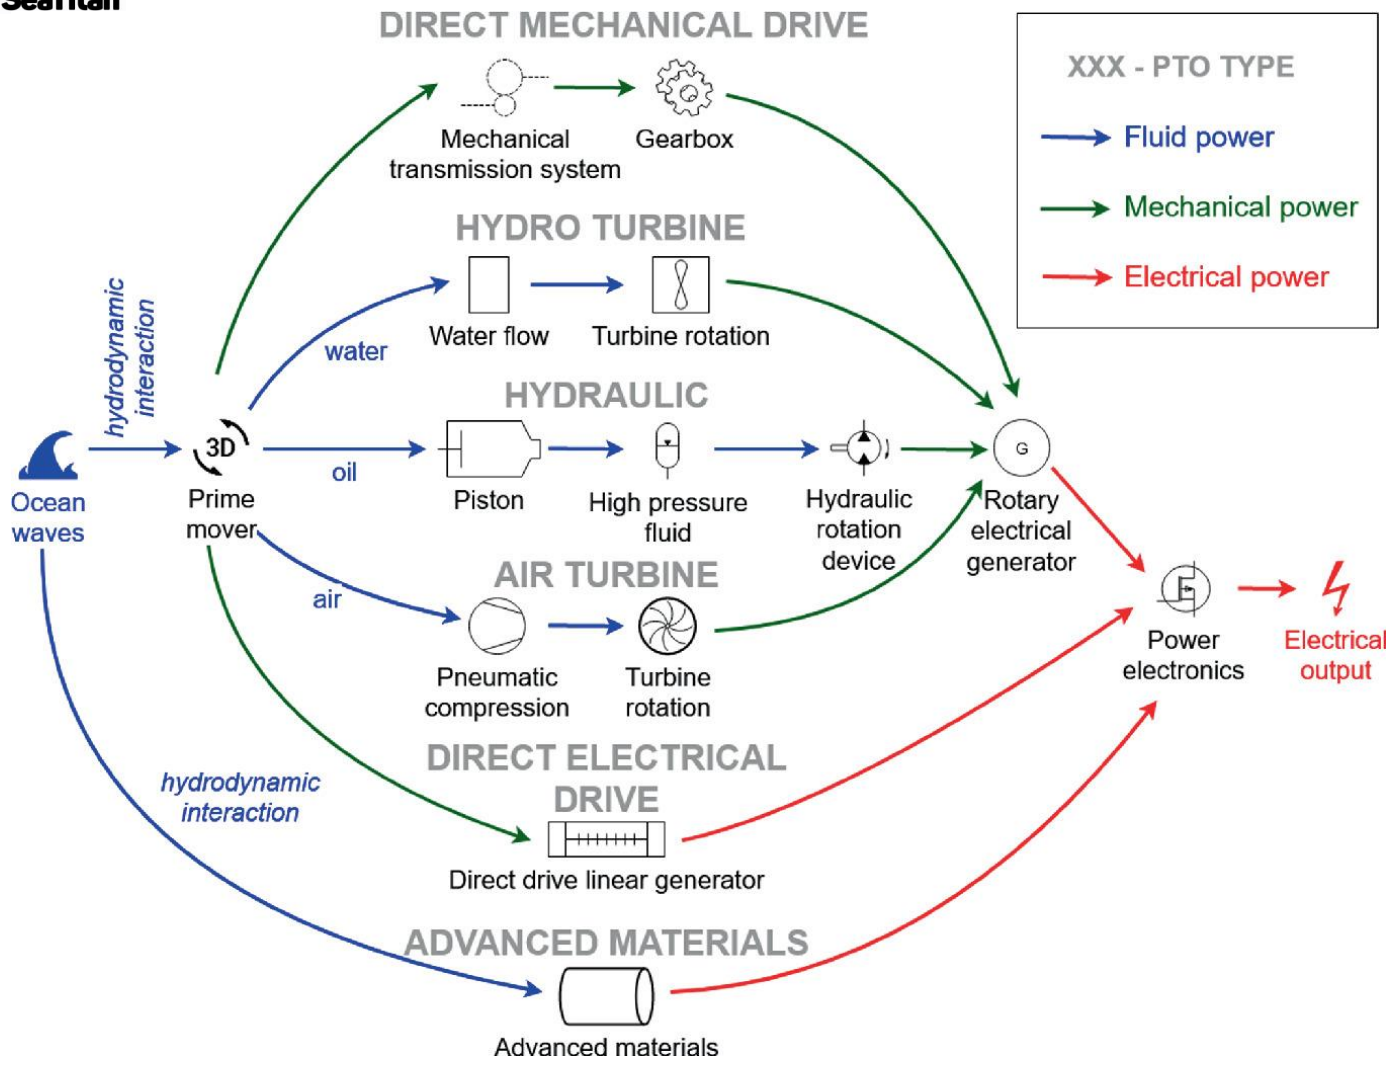 DIRECT MECHANICAL DRIVE
Mechanical
transmission system
Gearbox
XXX - PTO TYPE
Fluid power
Mechanical power
Electrical power
HYDRO TURBINE
Water flow
Turbine rotation
water
hydrodynamic
interaction
HYDRAULIC
3D
oil
Ocean
waves
Prime
mover
Piston
High pressure
fluid
Hydraulic
rotation
device
G
Rotary
electrical
generator
AIR TURBINE
air
Pneumatic
compression
Turbine
rotation
Power
electronics
Electrical
output
DIRECT ELECTRICAL
DRIVE
hydrodynamic
interaction
Direct drive linear generator
ADVANCED MATERIALS
Advanced materials